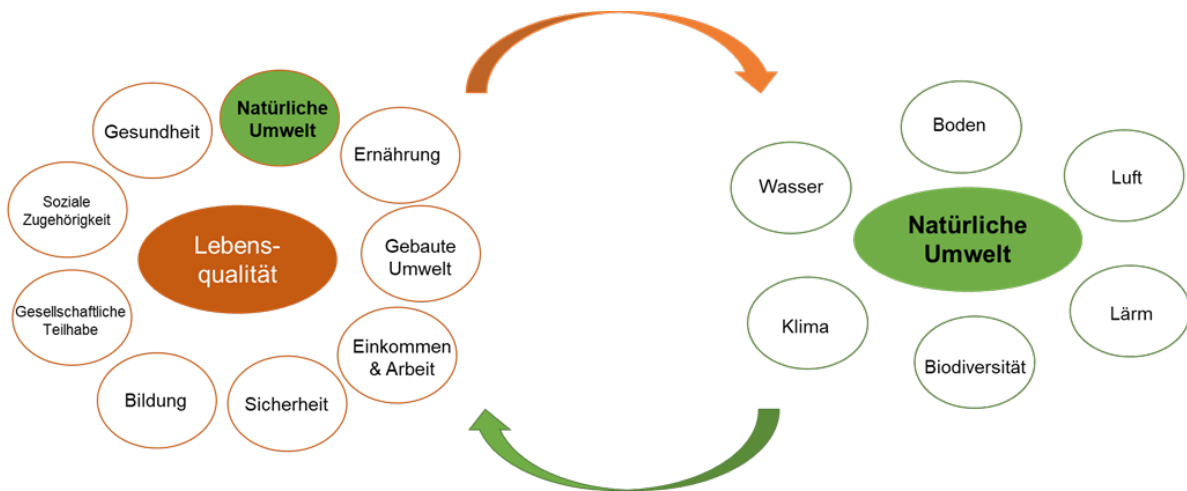 Natürliche
Umwelt
Gesundheit
Ernährung
Soziale
Zugehörigkeit
Lebens-
qualität
Gebaute
Umwelt
Gesellschaftliche
Teilhabe
Einkommen
& Arbeit
Bildung
Sicherheit
Boden
Wasser
Luft
Natürliche
Umwelt
Klima
Lärm
Biodiversität